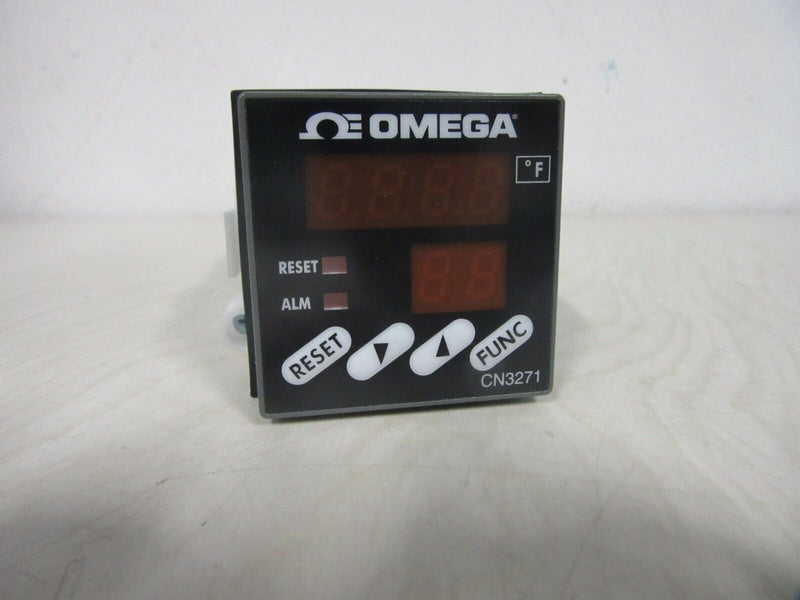 OMEGA®
°F
RESET
ALM
RESET
FUNC
CN3271